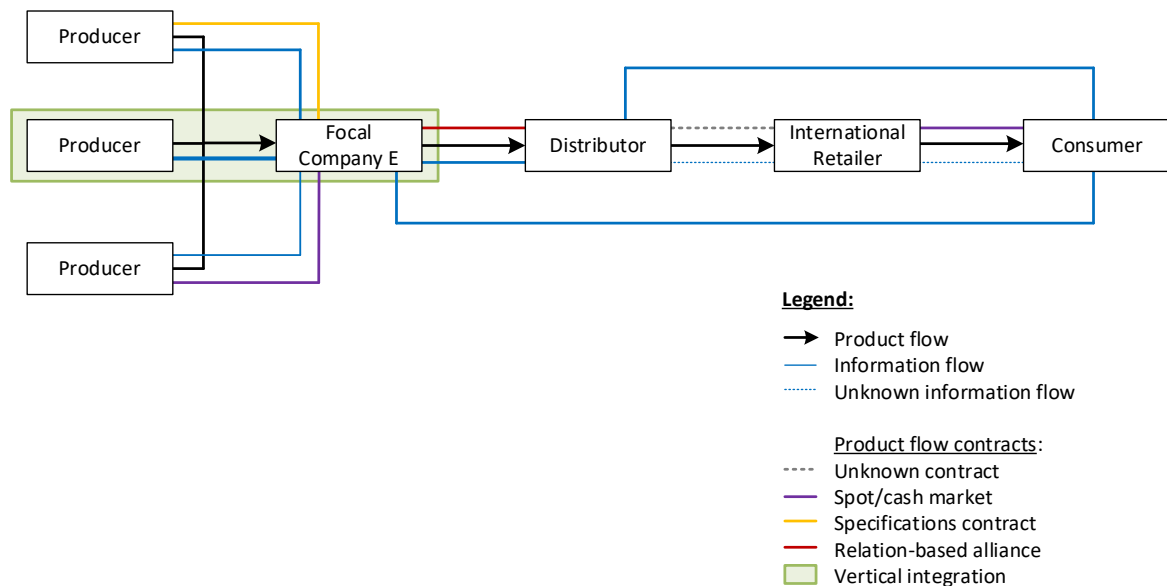 Producer
Producer
Focal
Company E
Distributor
International
Retailer
Consumer
Producer
Legend:
Product flow
Information flow
Unknown information flow
Product flow contracts:
Unknown contract
Spot/cash market
Specifications contract
Relation-based alliance
Vertical integration